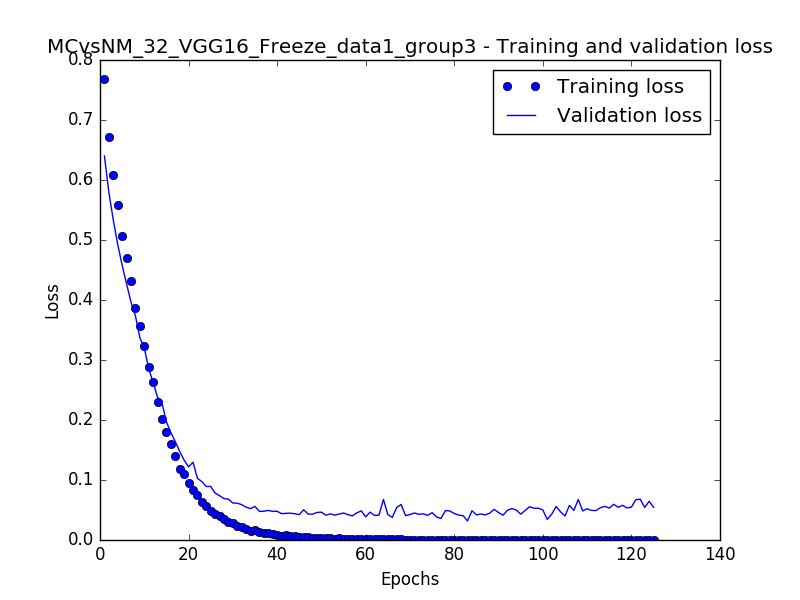 MCvsNM_32_VGG16_Freeze_data1_group3 - Training and validation loss
0.8
0.7
0.6
0.5
0.4
0.3
0.2
0.1
0.0
Loss
Training loss
Validation loss
0 20 40 60 80 100 120 140
Epochs